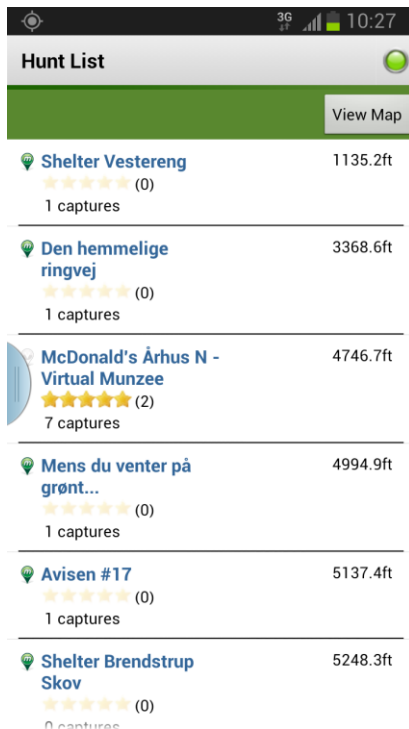 3G 10:27
Hunt List
View Map
Shelter Vestereng 1135.2ft
(0)
1 captures
Den hemmelige 3368.6ft
ringvej
(0)
1 captures
McDonald's Århus N - 4746.7ft
Virtual Munzee
(2)
7 captures
Mens du venter på 4994.9ft
grønt...
(0)
1 captures
Avisen #17 5137.4ft
(0)
1 captures
Shelter Brendstrup 5248.3ft
Skov
(0)
0 captures